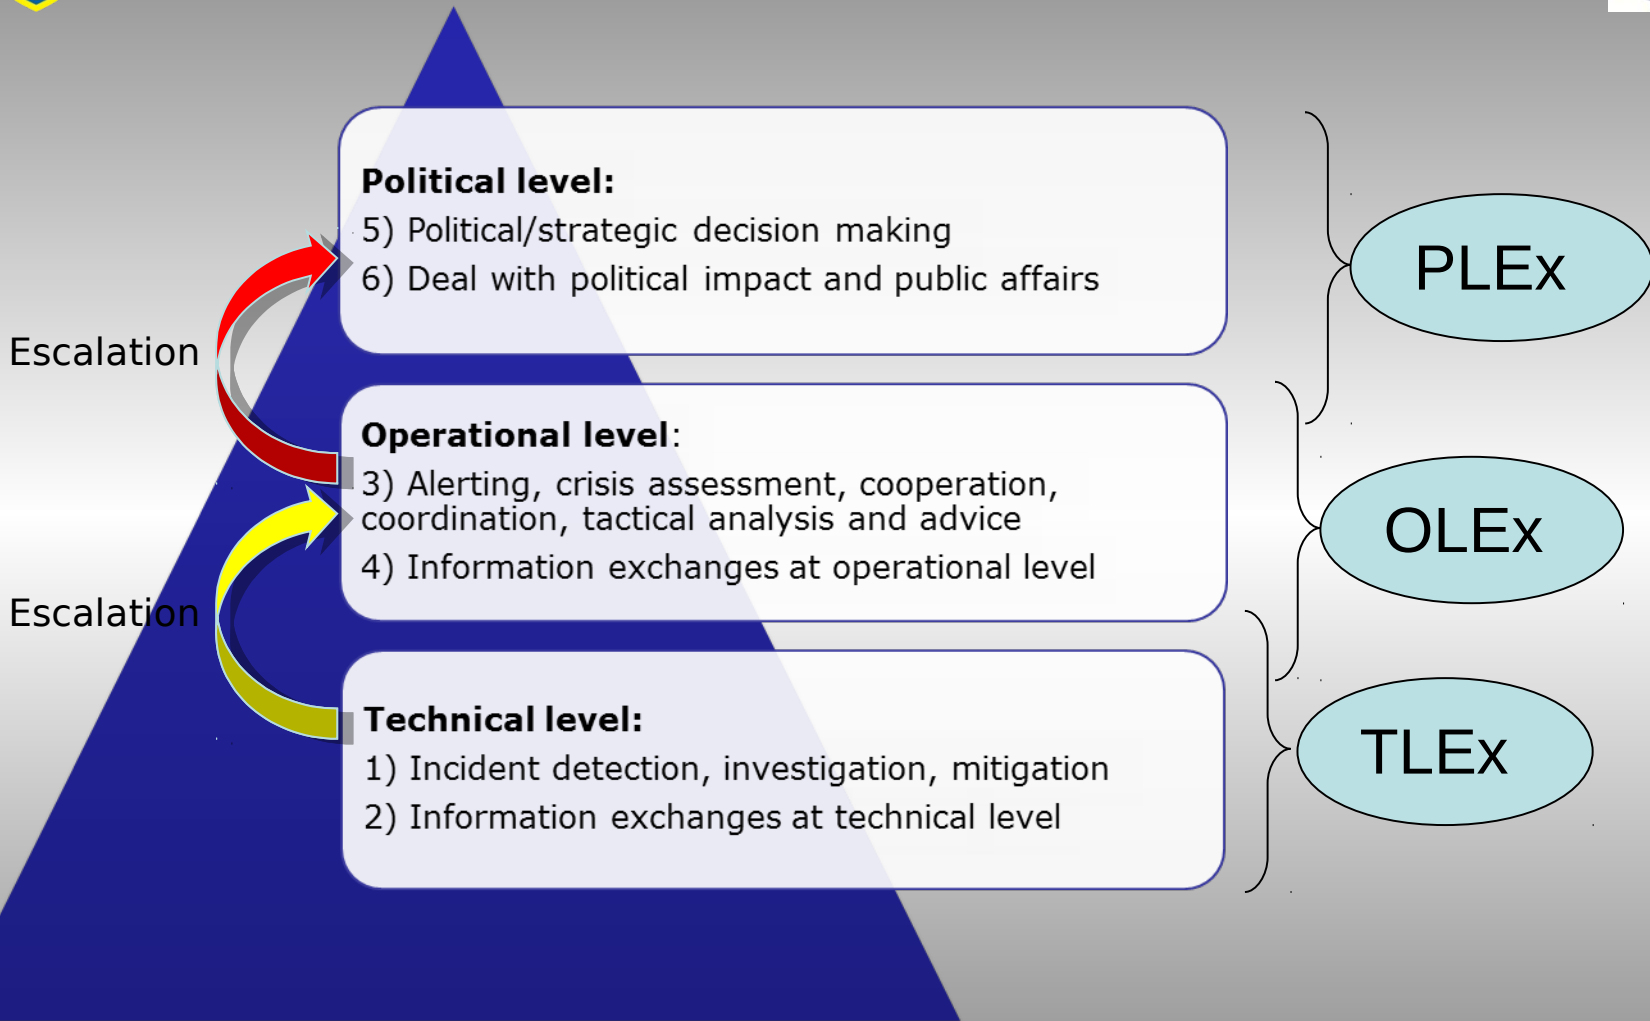 Political level:
5) Political/strategic decision making
6) Deal with political impact and public affairs
PLEx
Escalation
Operational level:
3) Alerting, crisis assessment, cooperation,
coordination, tactical analysis and advice
4) Information exchanges at operational level
OLEx
Escalation
Technical level:
1) Incident detection, investigation, mitigation
2) Information exchanges at technical level
TLEx